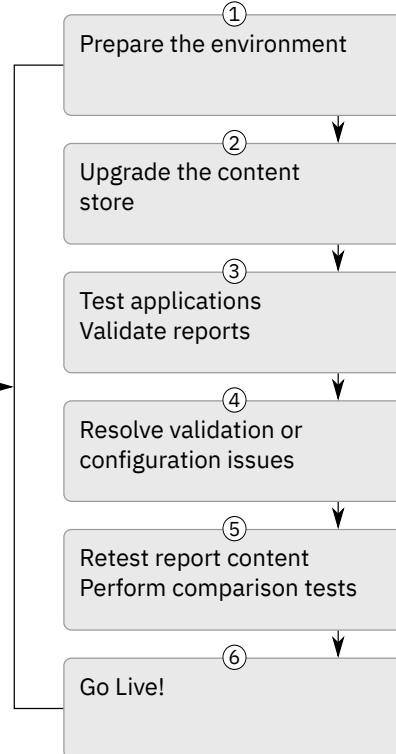 ①
Prepare the environment
②
Upgrade the content
store
③
Test applications
Validate reports
④
Resolve validation or
configuration issues
⑤
Retest report content
Perform comparison tests
⑥
Go Live!